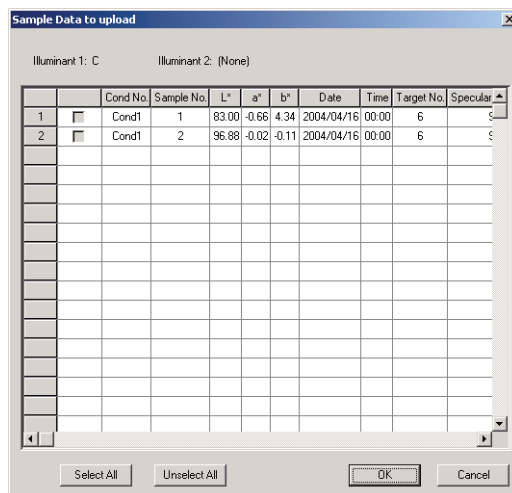 Sample Data to upload
Illuminant 1: C Illuminant 2: (None)
Cond No. Sample No. L* a* b* Date Time Target No. Specular
1 Cond1 1 83.00 -0.66 4.34 2004/04/16 00:00 6 S
2 Cond1 2 96.88 -0.02 -0.11 2004/04/16 00:00 6 S
Select All Unselect All OK Cancel